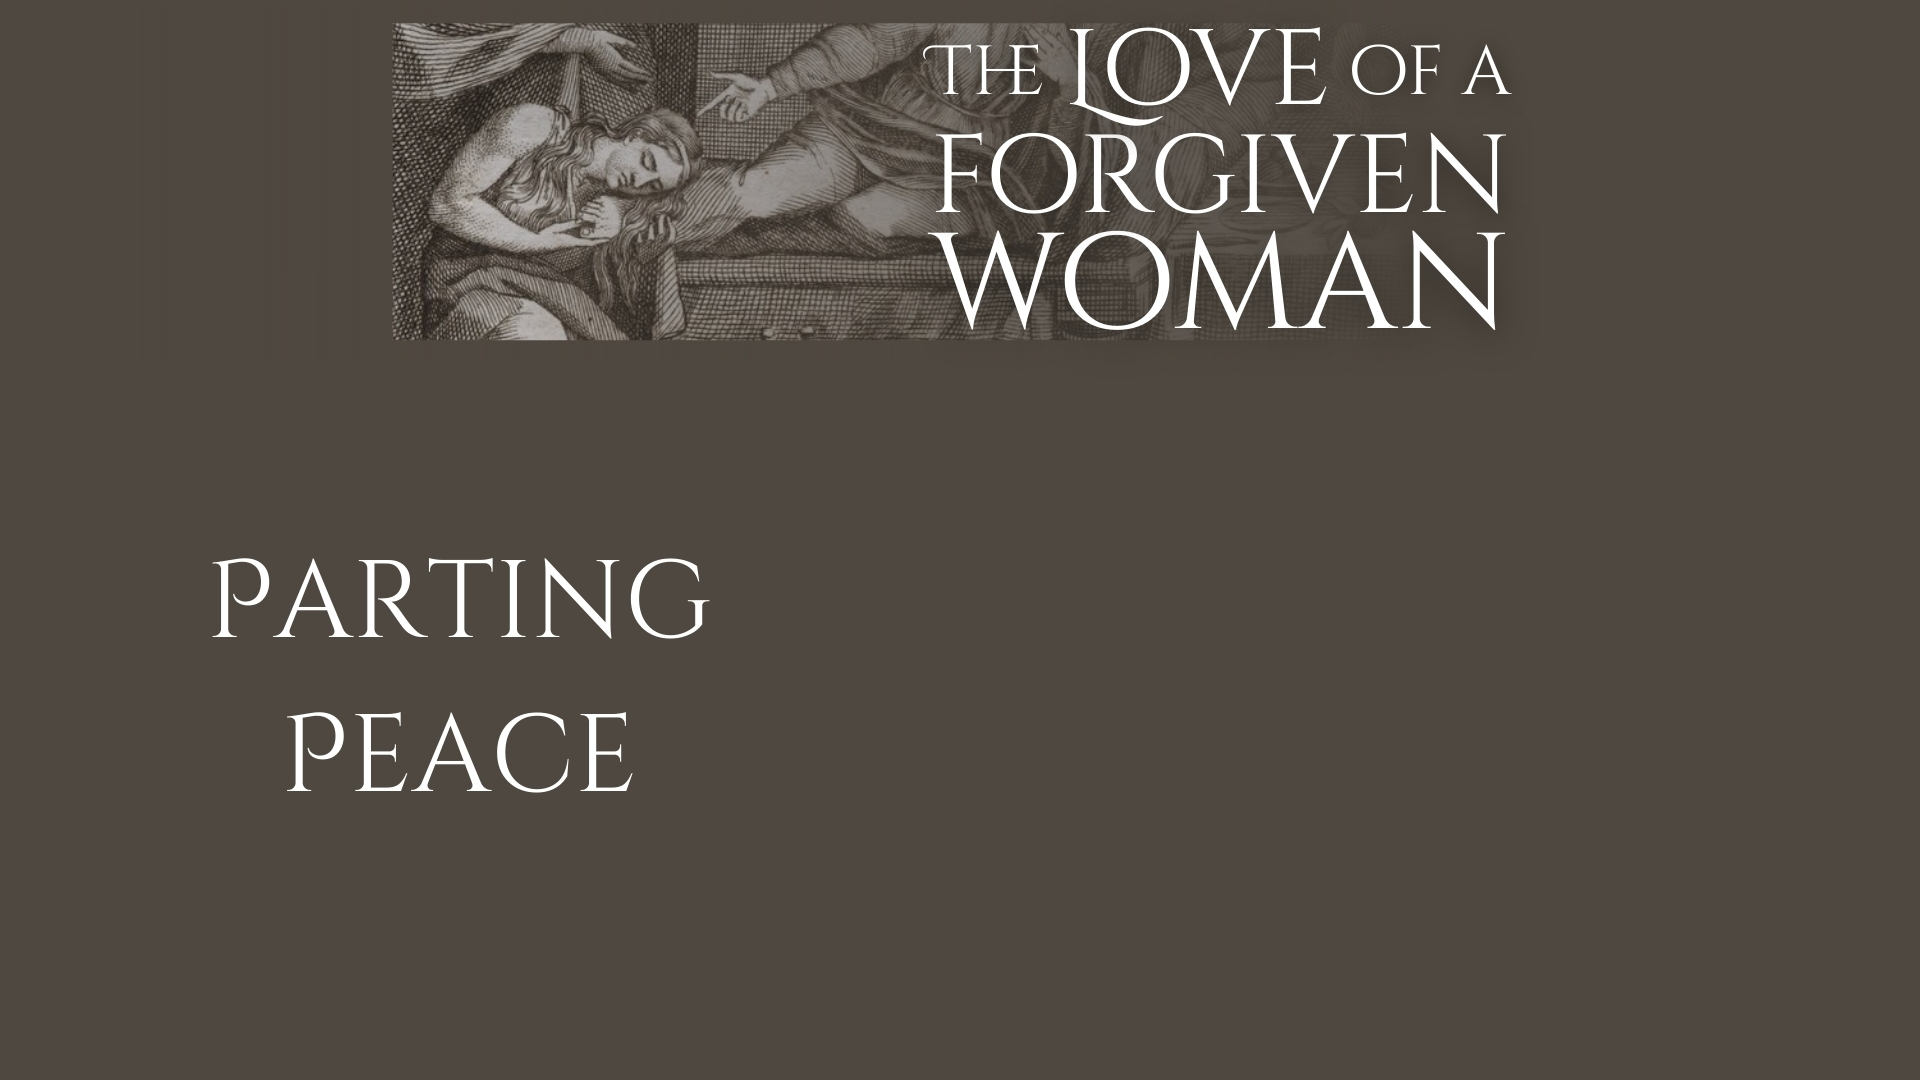 THE LOVE OF A
FORGIVEN
WOMAN
PARTING
PEACE